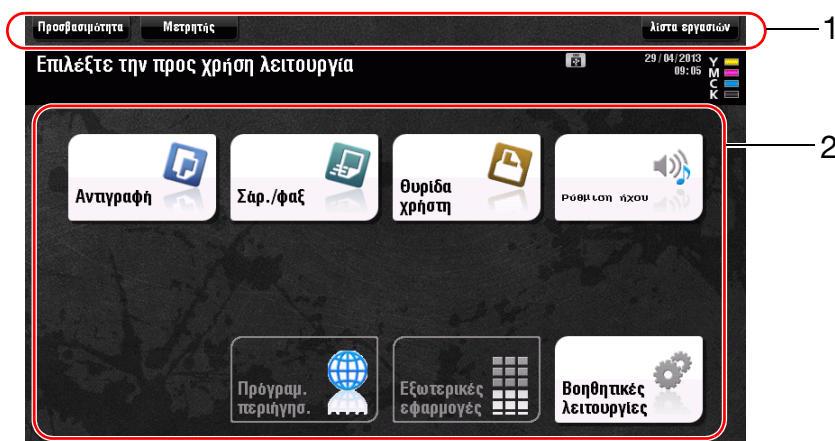 Προσβασιμότητα Μετρητής λίστα εργασιών 1
Επιλέξτε την προς χρήση λειτουργία 29/04/2013
09:05
Y
M
C
K
2
Αντιγραφή
Σάρ./φαξ
Θυρίδα
χρήστη
Ρύθμιση ήχου
Πρόγραμ.
περιήγησ.
Εξωτερικές
εφαρμογές
Βοηθητικές
λειτουργίες